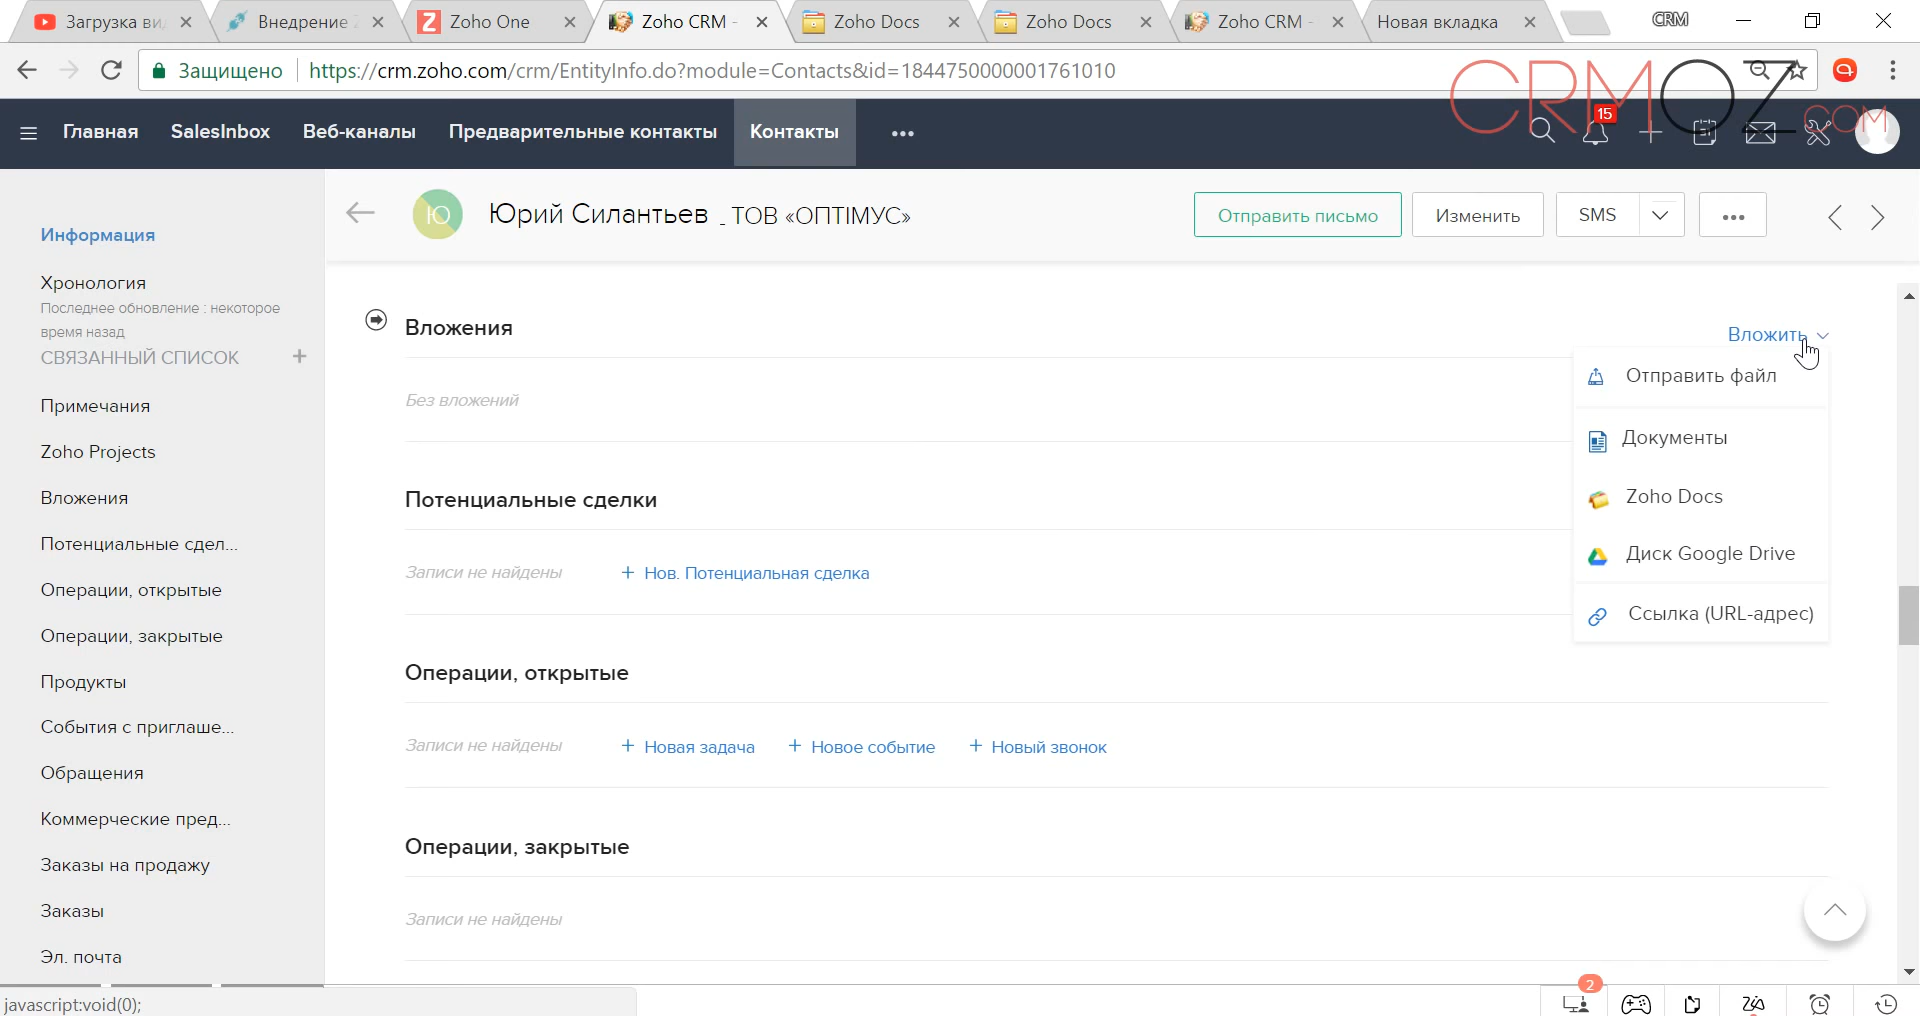 Загрузка ви
Внедрение Z
Zoho One
Zoho CRM -
Zoho Docs
Zoho Docs
Zoho CRM -
Новая вкладка
CRM
Защищено
https://crm.zoho.com/crm/EntityInfo.do?module=Contacts&id=1844750000001761010
CRMOZ
.COM
Главная
SalesInbox
Веб-каналы
Предварительные контакты
Контакты
15
Ю
Юрий Силантьев _ ТОВ «ОПТІМУС»
Отправить письмо
Изменить
SMS
Информация
Хронология
Последнее обновление : некоторое
время назад
СВЯЗАННЫЙ СПИСОК
Примечания
Zoho Projects
Вложения
Потенциальные сдел...
Операции, открытые
Операции, закрытые
Продукты
События с приглаше...
Обращения
Коммерческие пред...
Заказы на продажу
Заказы
Эл. почта
Вложения
Вложить
Без вложений
Отправить файл
Документы
Zoho Docs
Диск Google Drive
Ссылка (URL-адрес)
Потенциальные сделки
Записи не найдены
+ Нов. Потенциальная сделка
Операции, открытые
Записи не найдены
+ Новая задача
+ Новое событие
+ Новый звонок
Операции, закрытые
Записи не найдены
javascript:void(0);
2